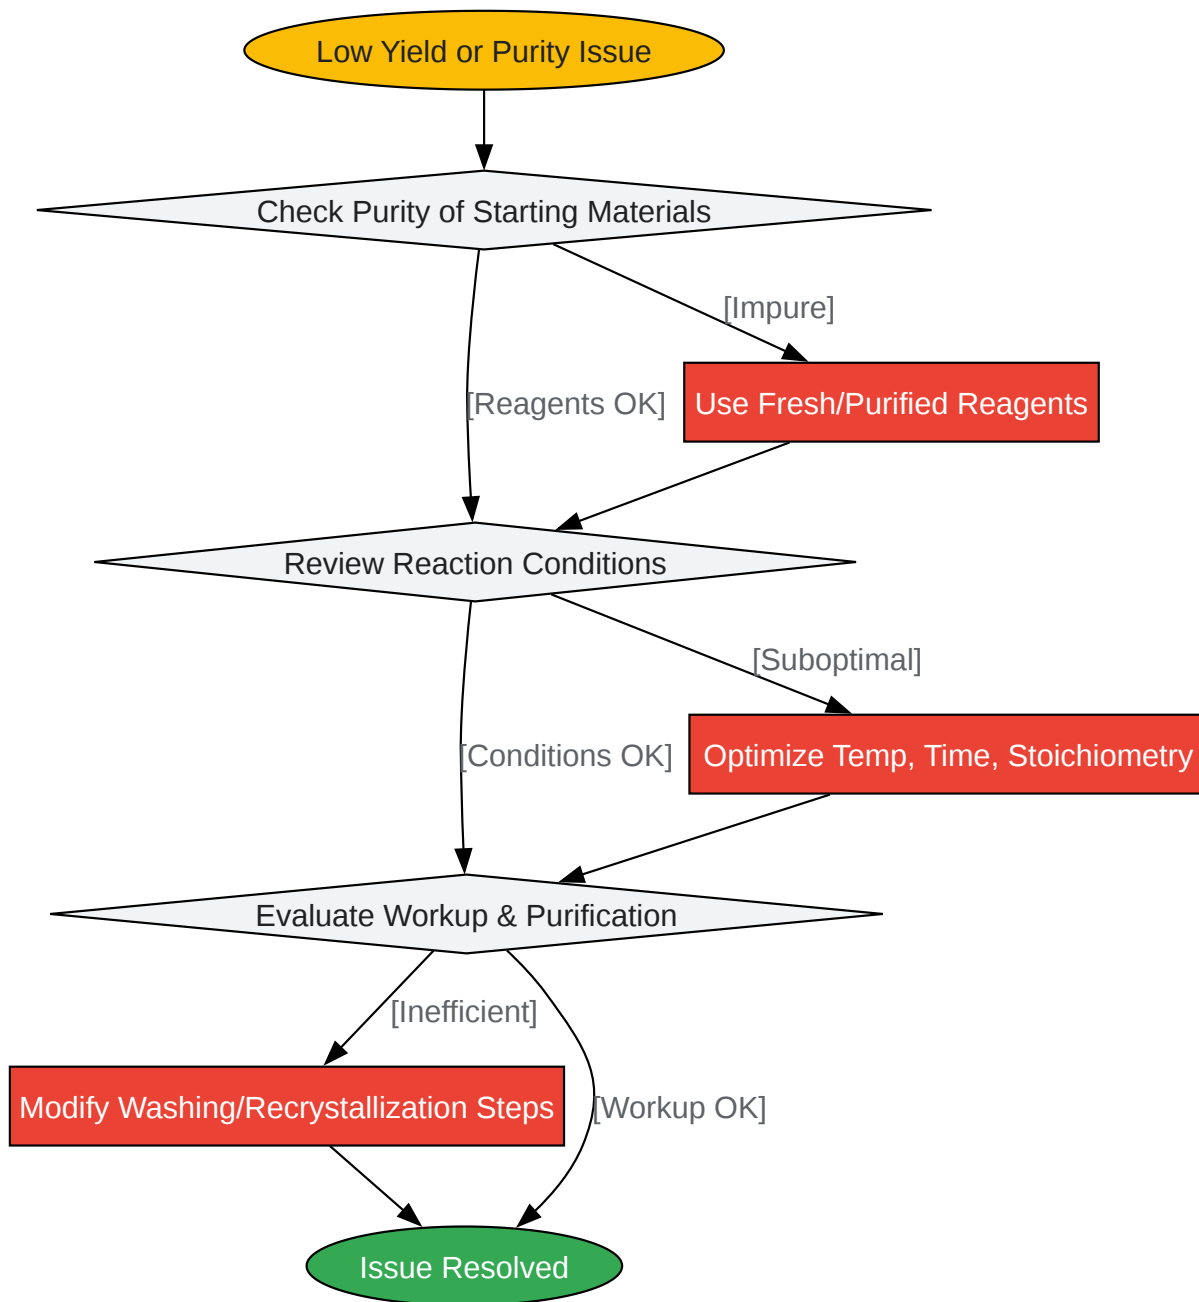 Low Yield or Purity Issue
Check Purity of Starting Materials
[Impure]
[Reagents OK]
Use Fresh/Purified Reagents
Review Reaction Conditions
[Suboptimal]
[Conditions OK]
Optimize Temp, Time, Stoichiometry
Evaluate Workup & Purification
[Inefficient]
Modify Washing/Recrystallization Steps
[Workup OK]
Issue Resolved